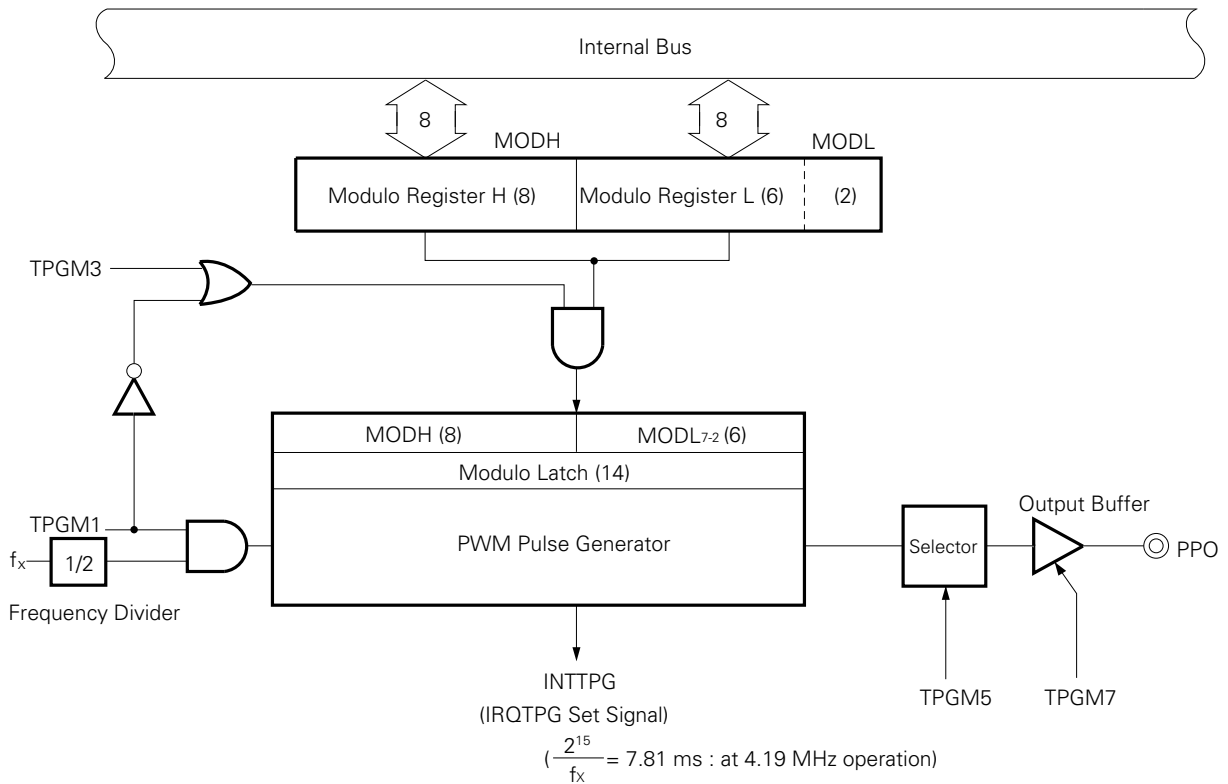 Internal Bus
8
8
MODH
MODL
Modulo Register H (8)
Modulo Register L (6)
(2)
TPGM3
MODH (8)
MODL7-2 (6)
Modulo Latch (14)
TPGM1
fX
1/2
Frequency Divider
PWM Pulse Generator
Selector
Output Buffer
PPO
INTTPG
(IRQTPG Set Signal)
TPGM5
TPGM7
(2^15/fX = 7.81 ms : at 4.19 MHz operation)